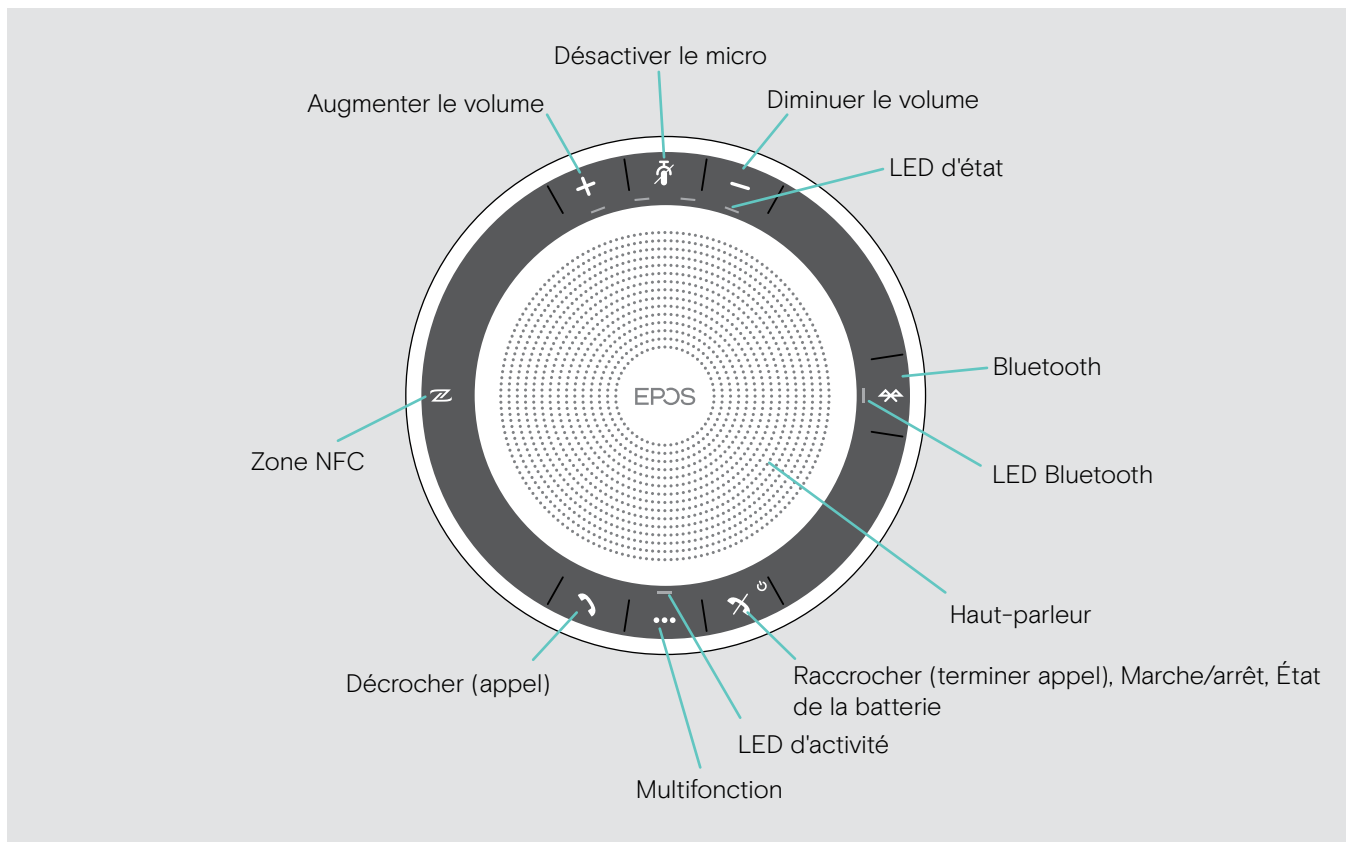 Désactiver le micro
Augmenter le volume
Diminuer le volume
LED d'état
Bluetooth
EPOS
Zone NFC
LED Bluetooth
Haut-parleur
Décrocher (appel)
Raccrocher (terminer appel), Marche/arrêt, État
de la batterie
LED d'activité
Multifonction